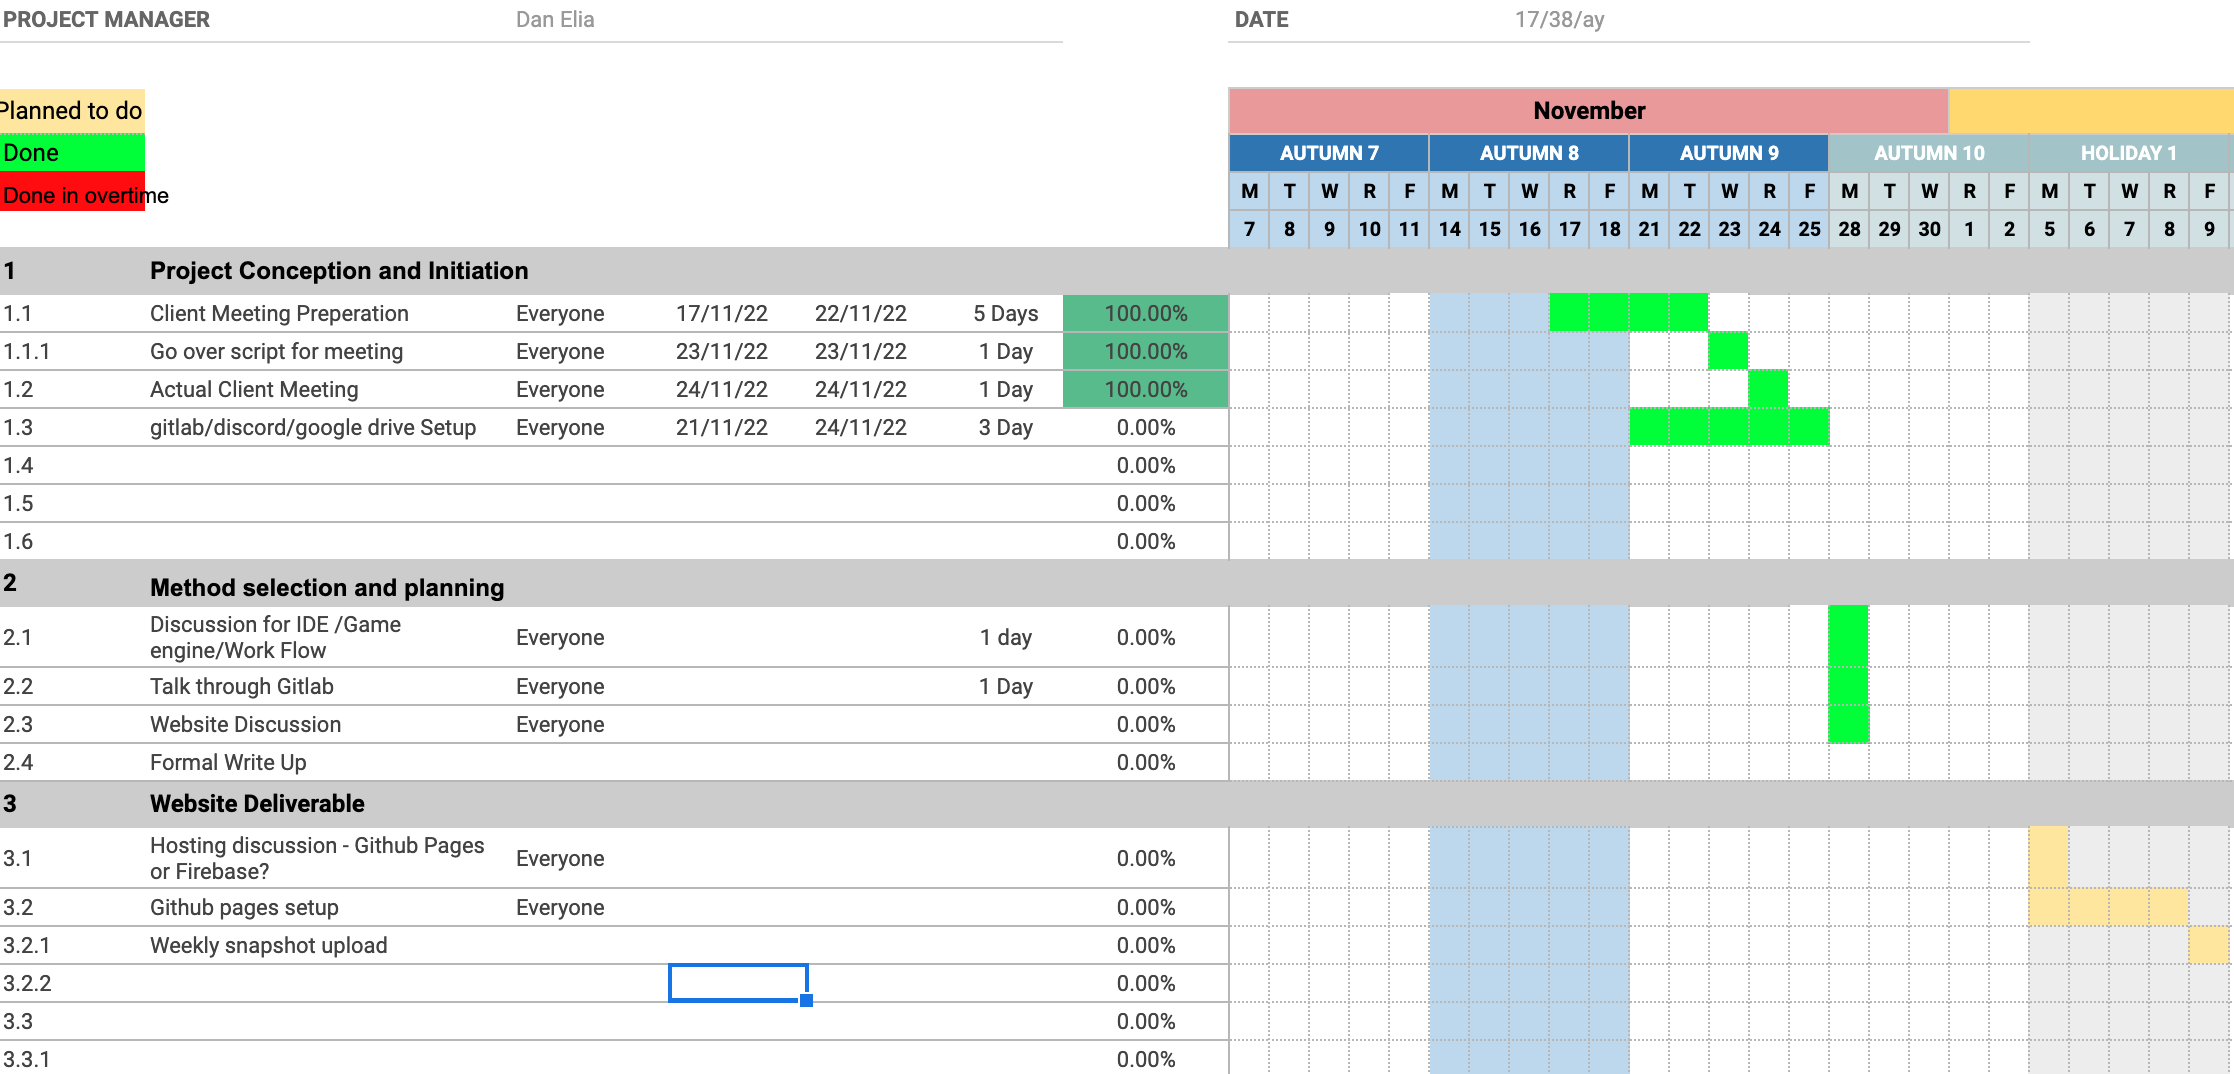 PROJECT MANAGER Dan Elia DATE 17/38/ay
Planned to do
Done
Done in overtime
November
AUTUMN 7 AUTUMN 8 AUTUMN 9 AUTUMN 10 HOLIDAY 1
M T W R F M T W R F M T W R F M T W R F M T W R F
7 8 9 10 11 14 15 16 17 18 21 22 23 24 25 28 29 30 1 2 5 6 7 8 9
1 Project Conception and Initiation
1.1 Client Meeting Preperation Everyone 17/11/22 22/11/22 5 Days 100.00%
1.1.1 Go over script for meeting Everyone 23/11/22 23/11/22 1 Day 100.00%
1.2 Actual Client Meeting Everyone 24/11/22 24/11/22 1 Day 100.00%
1.3 gitlab/discord/google drive Setup Everyone 21/11/22 24/11/22 3 Day 0.00%
1.4 0.00%
1.5 0.00%
1.6 0.00%
2 Method selection and planning
2.1 Discussion for IDE /Game
engine/Work Flow Everyone 1 day 0.00%
2.2 Talk through Gitlab Everyone 1 Day 0.00%
2.3 Website Discussion Everyone 0.00%
2.4 Formal Write Up 0.00%
3 Website Deliverable
3.1 Hosting discussion - Github Pages
or Firebase? Everyone 0.00%
3.2 Github pages setup Everyone 0.00%
3.2.1 Weekly snapshot upload 0.00%
3.2.2 0.00%
3.3 0.00%
3.3.1 0.00%